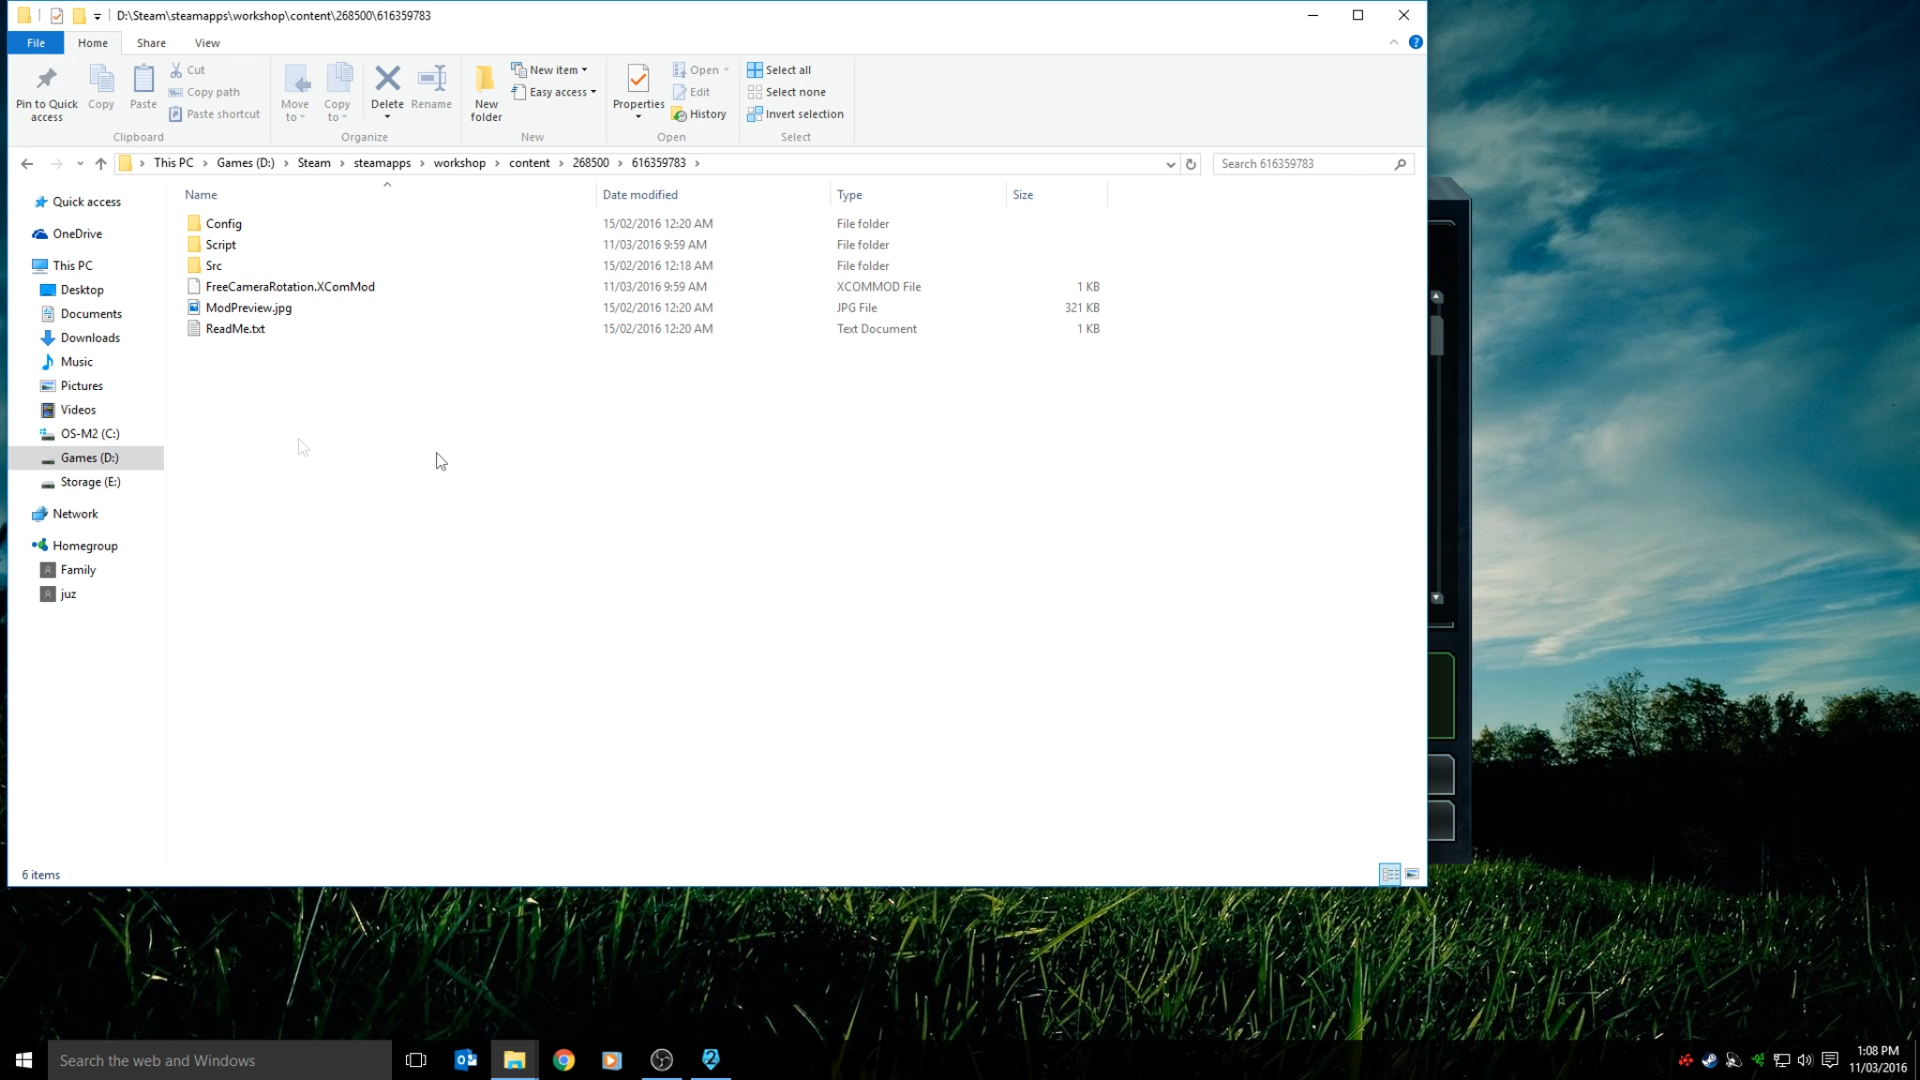 D:\Steam\steamapps\workshop\content\268500\616359783
File Home Share View
Pin to Quick access
Copy
Paste
Cut
Copy path
Paste shortcut
Clipboard
Move to
Copy to
Delete
Rename
Organize
New folder
New item
Easy access
New
Properties
Open
Edit
History
Open
Select all
Select none
Invert selection
Select
This PC Games (D:) Steam steamapps workshop content 268500 616359783
Search 616359783
Quick access
OneDrive
This PC
Desktop
Documents
Downloads
Music
Pictures
Videos
OS-M2 (C:)
Games (D:)
Storage (E:)
Network
Homegroup
Family
juz
Name Date modified Type Size
Config 15/02/2016 12:20 AM File folder
Script 11/03/2016 9:59 AM File folder
Src 15/02/2016 12:18 AM File folder
FreeCameraRotation.XComMod 11/03/2016 9:59 AM XCOMMOD File 1 KB
ModPreview.jpg 15/02/2016 12:20 AM JPG File 321 KB
ReadMe.txt 15/02/2016 12:20 AM Text Document 1 KB
6 items
Search the web and Windows
1:08 PM
11/03/2016